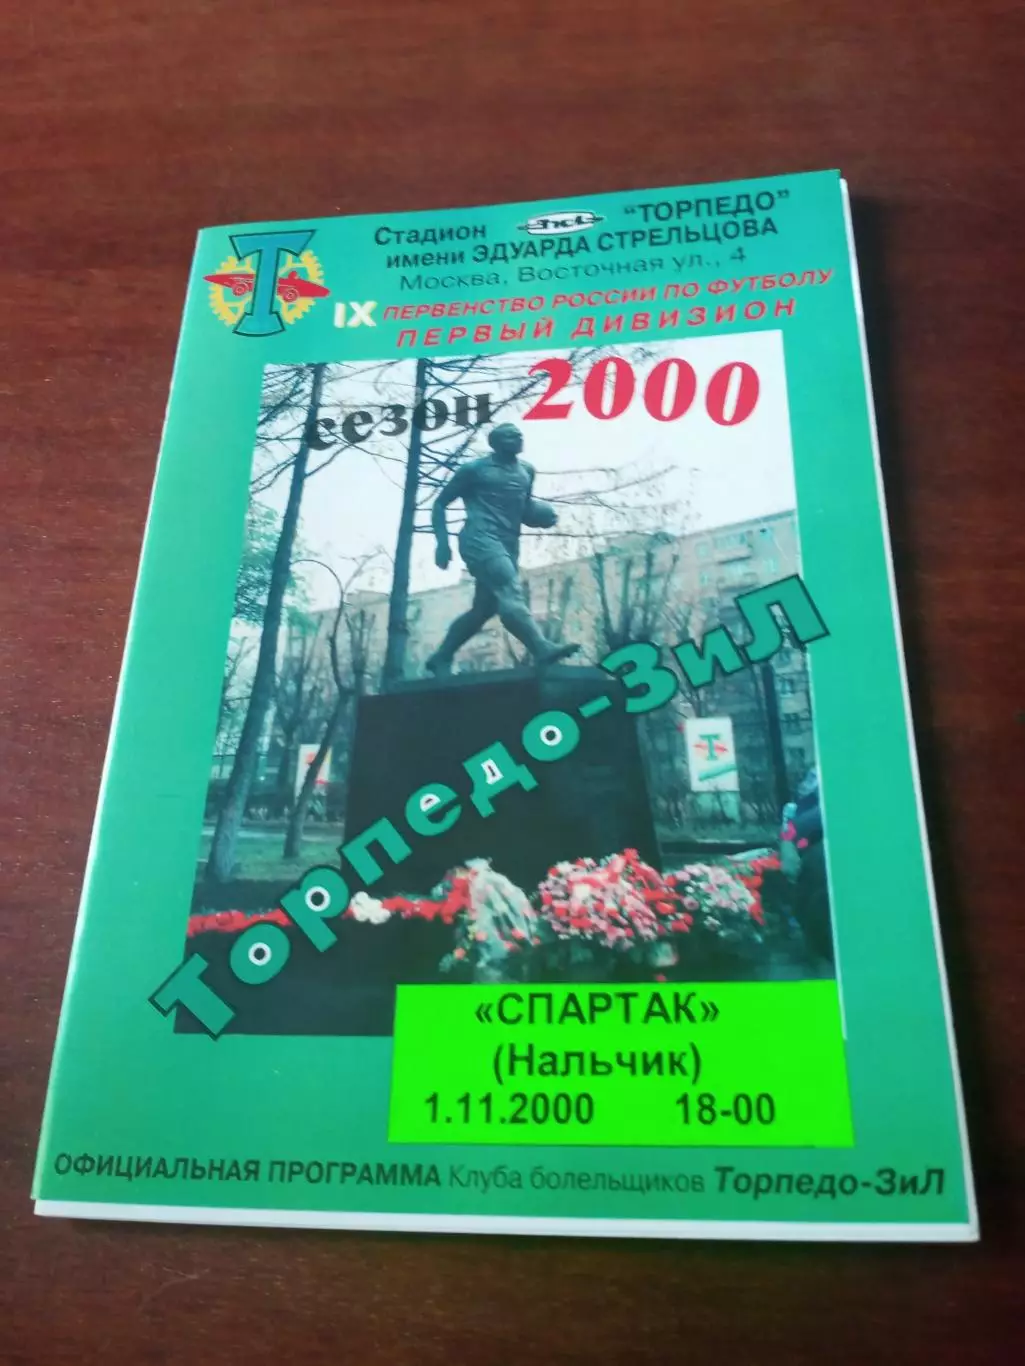 Стадион "ТОРПЕДО"
имени ЭДУАРДА СТРЕЛЬЦОВА
Москва, Восточная ул., 4
IX ПЕРВЕНСТВО РОССИИ ПО ФУТБОЛУ
ПЕРВЫЙ ДИВИЗИОН
сезон 2000
Торпедо-ЗиЛ
«СПАРТАК»
(Нальчик)
1.11.2000 18-00
ОФИЦИАЛЬНАЯ ПРОГРАММА Клуба болельщиков Торпедо-ЗиЛ